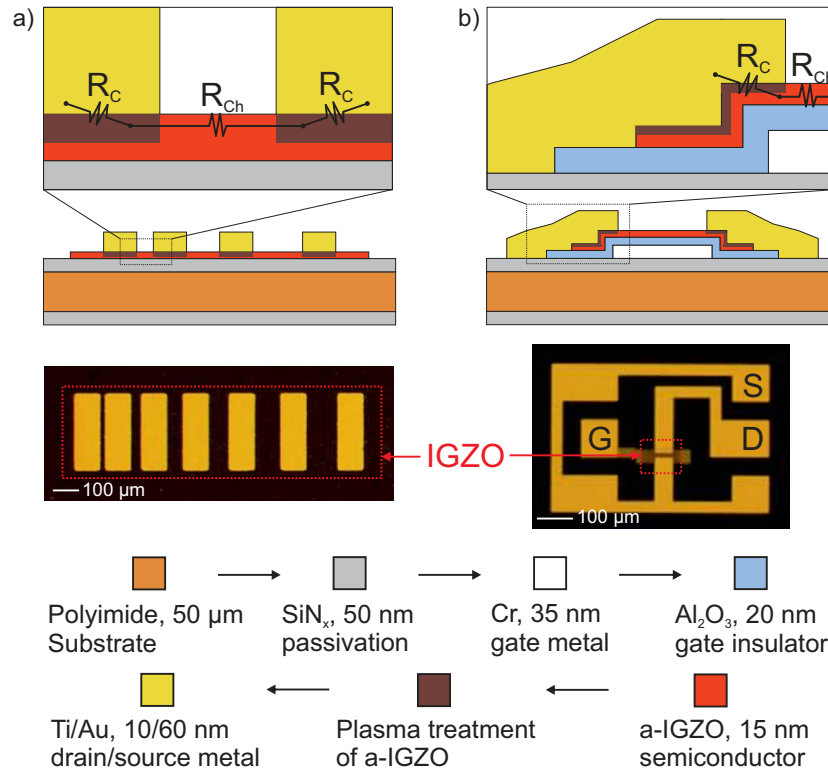 a)
R_C
R_Ch
R_C
b)
R_C
R_Ch
S
G
D
IGZO
100 µm
100 µm
Polyimide, 50 µm
Substrate
SiNₓ, 50 nm
passivation
Cr, 35 nm
gate metal
Al₂O₃, 20 nm
gate insulator
Ti/Au, 10/60 nm
drain/source metal
Plasma treatment
of a-IGZO
a-IGZO, 15 nm
semiconductor